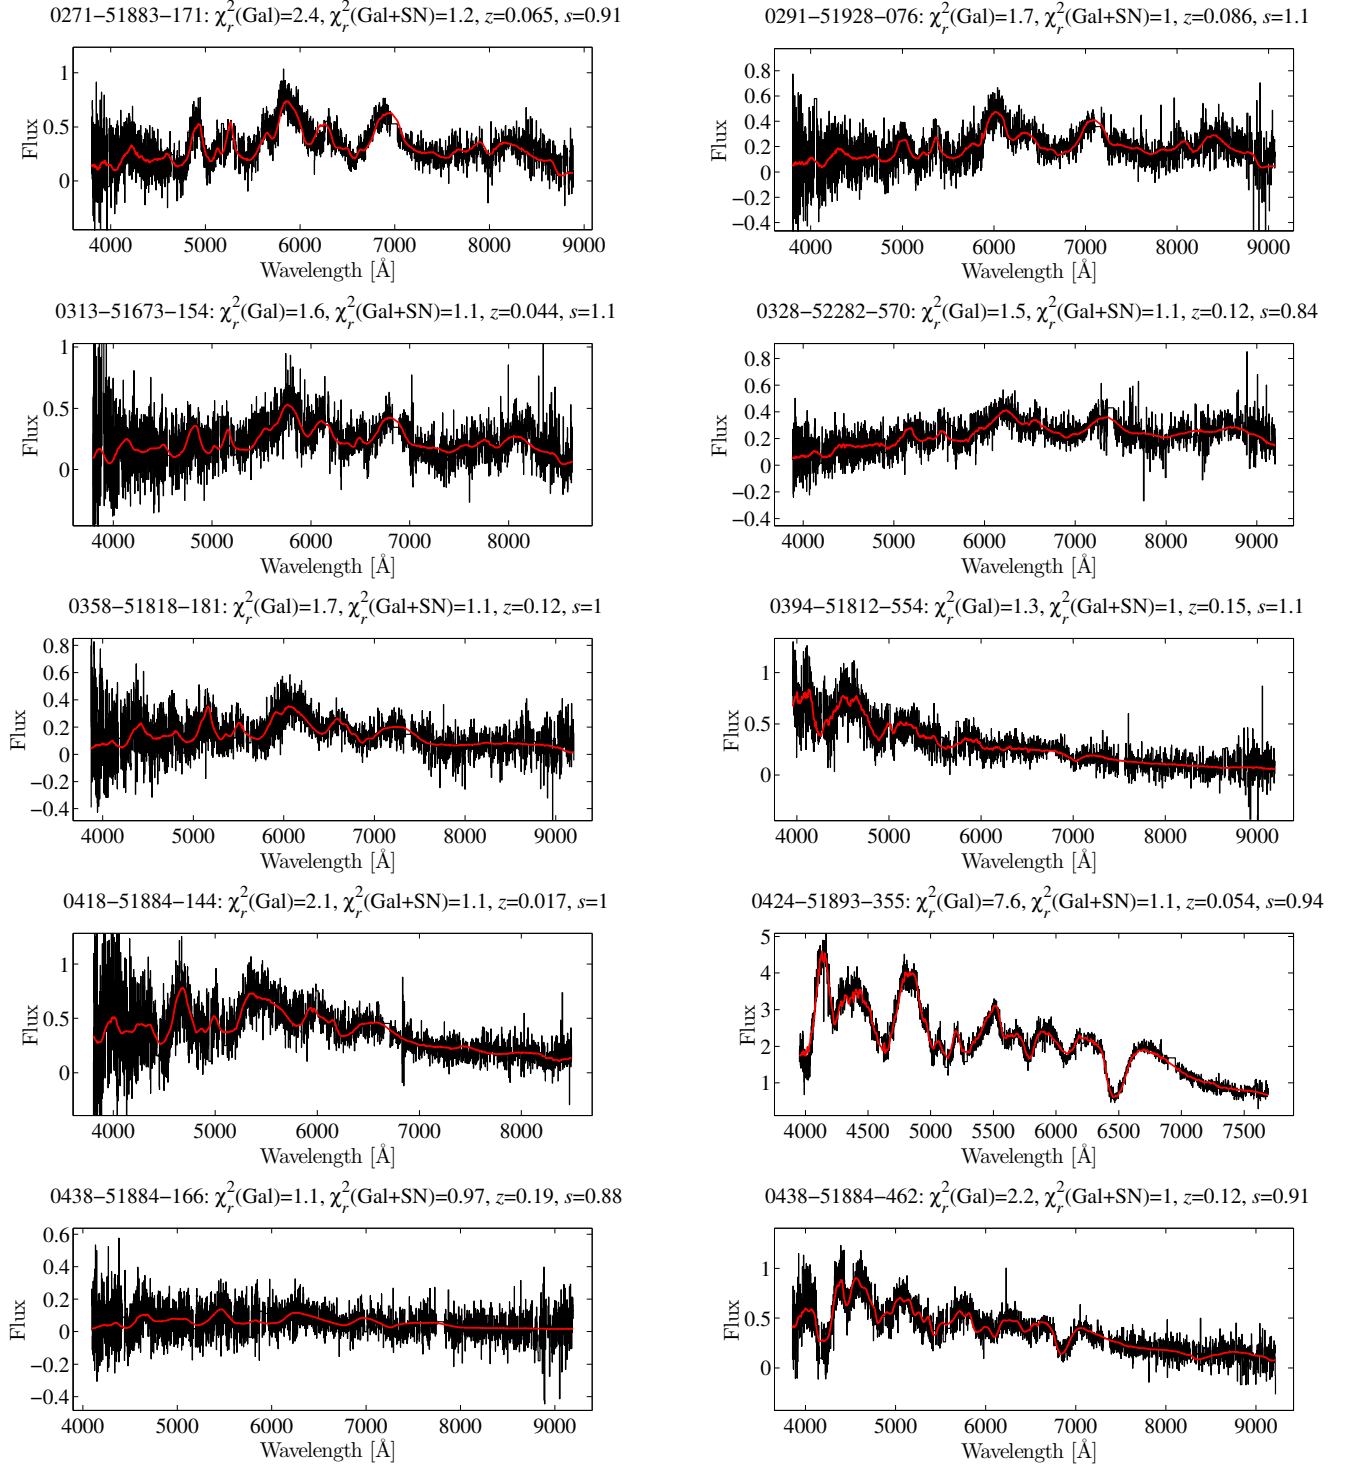 0271−51883−171: χ²ᵣ(Gal)=2.4, χ²ᵣ(Gal+SN)=1.2, z=0.065, s=0.91
1
0.5
0
Flux
4000 5000 6000 7000 8000 9000
Wavelength [Å]
0291−51928−076: χ²ᵣ(Gal)=1.7, χ²ᵣ(Gal+SN)=1, z=0.086, s=1.1
0.8
0.6
0.4
0.2
0
−0.2
−0.4
Flux
4000 5000 6000 7000 8000 9000
Wavelength [Å]
0313−51673−154: χ²ᵣ(Gal)=1.6, χ²ᵣ(Gal+SN)=1.1, z=0.044, s=1.1
1
0.5
0
Flux
4000 5000 6000 7000 8000
Wavelength [Å]
0328−52282−570: χ²ᵣ(Gal)=1.5, χ²ᵣ(Gal+SN)=1.1, z=0.12, s=0.84
0.8
0.6
0.4
0.2
0
−0.2
−0.4
Flux
4000 5000 6000 7000 8000 9000
Wavelength [Å]
0358−51818−181: χ²ᵣ(Gal)=1.7, χ²ᵣ(Gal+SN)=1.1, z=0.12, s=1
0.8
0.6
0.4
0.2
0
−0.2
−0.4
Flux
4000 5000 6000 7000 8000 9000
Wavelength [Å]
0394−51812−554: χ²ᵣ(Gal)=1.3, χ²ᵣ(Gal+SN)=1, z=0.15, s=1.1
1
0.5
0
Flux
4000 5000 6000 7000 8000 9000
Wavelength [Å]
0418−51884−144: χ²ᵣ(Gal)=2.1, χ²ᵣ(Gal+SN)=1.1, z=0.017, s=1
1
0.5
0
Flux
4000 5000 6000 7000 8000
Wavelength [Å]
0424−51893−355: χ²ᵣ(Gal)=7.6, χ²ᵣ(Gal+SN)=1.1, z=0.054, s=0.94
5
4
3
2
1
Flux
4000 4500 5000 5500 6000 6500 7000 7500
Wavelength [Å]
0438−51884−166: χ²ᵣ(Gal)=1.1, χ²ᵣ(Gal+SN)=0.97, z=0.19, s=0.88
0.6
0.4
0.2
0
−0.2
−0.4
Flux
4000 5000 6000 7000 8000 9000
Wavelength [Å]
0438−51884−462: χ²ᵣ(Gal)=2.2, χ²ᵣ(Gal+SN)=1, z=0.12, s=0.91
1
0.5
0
Flux
4000 5000 6000 7000 8000 9000
Wavelength [Å]